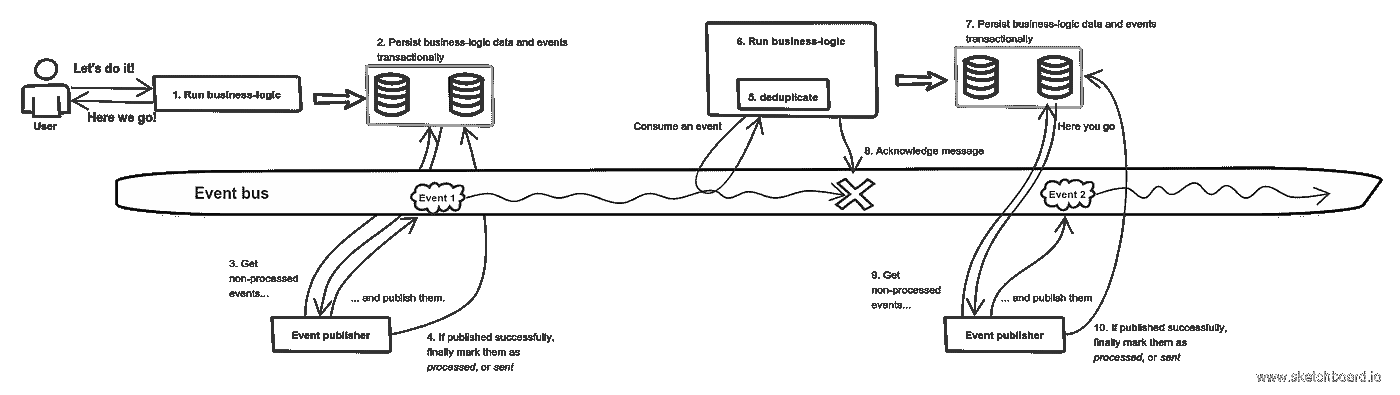 Let's do it!
Here we go!
User
1. Run business-logic
2. Persist business-logic data and events
transactionally
Event bus
Event 1
3. Get
non-processed
events...
... and publish them.
Event publisher
4. If published successfully,
finally mark them as
processed, or sent
6. Run business-logic
5. deduplicate
Consume an event
8. Acknowledge message
7. Persist business-logic data and events
transactionally
Here you go
Event 2
9. Get
non-processed
events...
... and publish them
Event publisher
10. If published successfully,
finally mark them as
processed, or sent
www.sketchboard.io